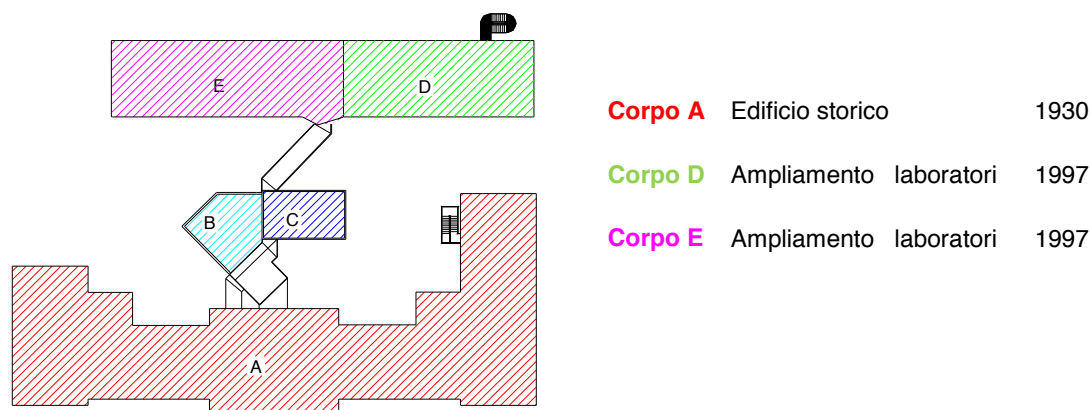 E
D
B
C
A
Corpo A Edificio storico 1930
Corpo D Ampliamento laboratori 1997
Corpo E Ampliamento laboratori 1997